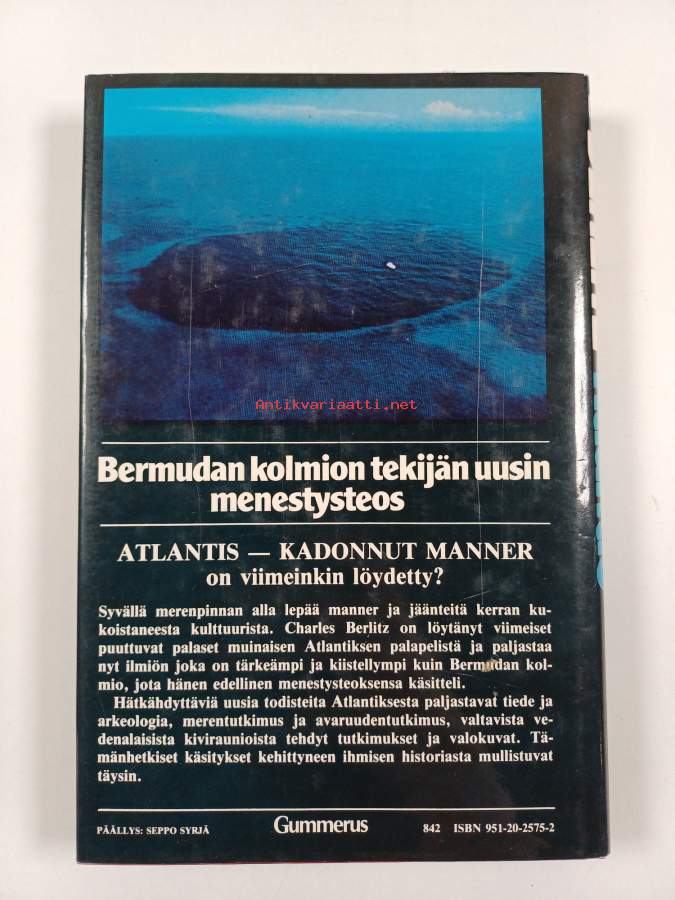 Antikvariaatti.net
Bermudan kolmion tekijän uusin
menestysteos
ATLANTIS — KADONNUT MANNER
on viimeinkin löydetty?
Syvällä merenpinnan alla lepää manner ja jäänteitä kerran ku-
koistaneesta kulttuurista. Charles Berlitz on löytänyt viimeiset
puuttuvat palaset muinaisen Atlantiksen palapelistä ja paljastaa
nyt ilmiön joka on tärkeämpi ja kiistellympi kuin Bermudan kol-
mio, jota hänen edellinen menestysteoksensa käsitteli.
Hätkähdyttäviä uusia todisteita Atlantiksesta paljastavat tiede ja
arkeologia, merentutkimus ja avaruudentutkimus, valtavista ve-
denalaisista kiviraunioista tehdyt tutkimukset ja valokuvat. Tä-
mänhetkiset käsitykset kehittyneen ihmisen historiasta mullistuvat
täysin.
PÄÄLLYS: SEPPO SYRJÄ Gummerus 842 ISBN 951-20-2575-2